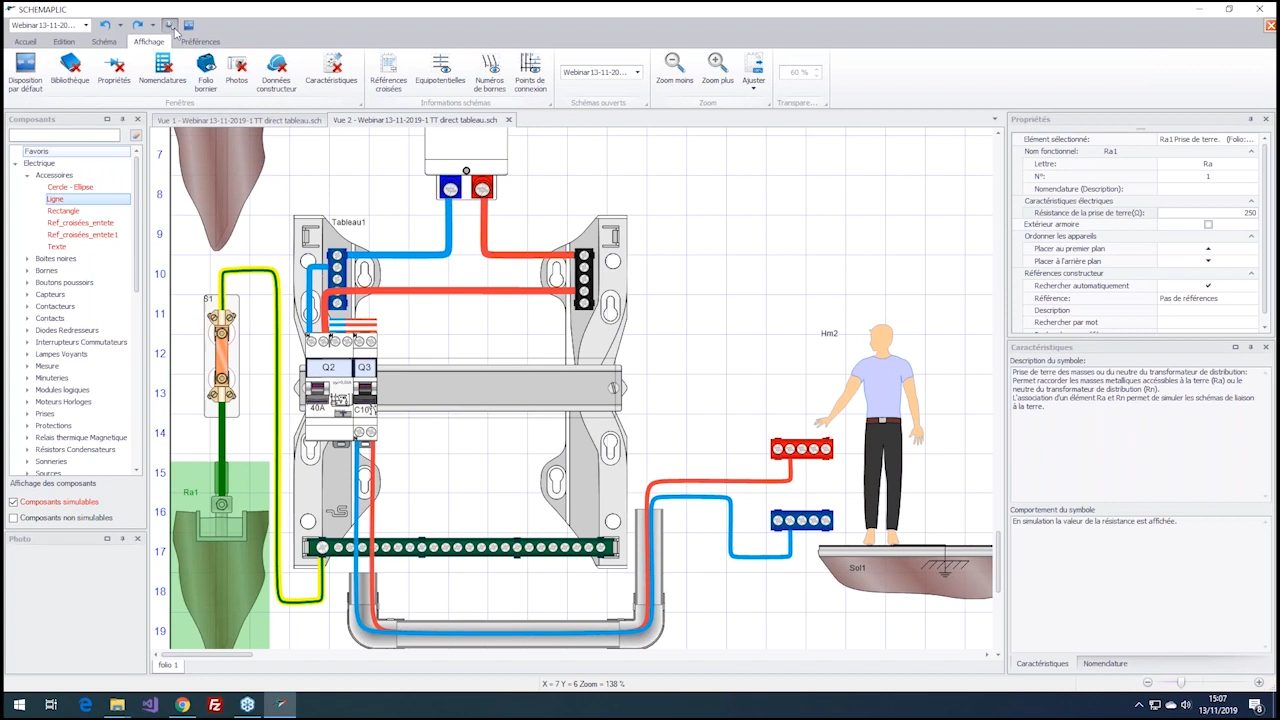 SCHEMAPLIC
Webinar13-11-20...
Accueil Edition Schéma Affichage Préférences
Disposition par défaut
Bibliothèque
Propriétés
Nomenclatures
Folio bornier
Photos
Données constructeur
Caractéristiques
Références croisées
Equipotentielles
Numéros de bornes
Points de connexion
Webinar13-11-20...
Zoom moins
Zoom plus
Ajuster
60 %
Fenêtres
Informations schémas
Schémas ouverts
Zoom
Transpare...
Composants
Favoris
Electrique
Accessoires
Cercle - Ellipse
Ligne
Rectangle
Ref_croisées_entete
Ref_croisées_entete1
Texte
Boites noires
Bornes
Boutons poussoirs
Capteurs
Contacteurs
Contacts
Diodes Redresseurs
Interrupteurs Commutateurs
Lampes Voyants
Mesure
Minuteries
Modules logiques
Moteurs Horloges
Prises
Protections
Relais thermique Magnetique
Résistors Condensateurs
Sonneries
Sources
Affichage des composants
Composants simulables
Composants non simulables
Photo
Vue 1 - Webinar13-11-2019-1 TT direct tableau.sch
Vue 2 - Webinar13-11-2019-1 TT direct tableau.sch
7
8
9
10
11
12
13
14
15
16
17
18
19
Tableau1
S1
Q2
Q3
40A
C10
Ra1
Hm2
Sol1
folio 1
X = 7 Y = 6 Zoom = 138 %
Propriétés
Elément sélectionné: Ra1 Prise de terre. (Folio:...
Nom fonctionnel: Ra1
Lettre: Ra
N°: 1
Nomenclature (Description):
Caractéristiques électriques
Résistance de la prise de terre(Ω): 250
Extérieur armoire
Ordonner les appareils
Placer au premier plan
Placer à l'arrière plan
Références constructeur
Rechercher automatiquement
Référence: Pas de références
Description
Rechercher par mot
Caractéristiques
Description du symbole:
Prise de terre des masses ou du neutre du transformateur de distribution:
Permet raccorder les masses metalliques accéssibles à la terre (Ra) ou le
neutre du transformateur de distribution (Rn).
L'association d'un élément Ra et Rn permet de simuler les schémas de liaison
à la terre.
Comportement du symbole
En simulation la valeur de la résistance est affichée.
Caractéristiques Nomenclature
15:07
13/11/2019